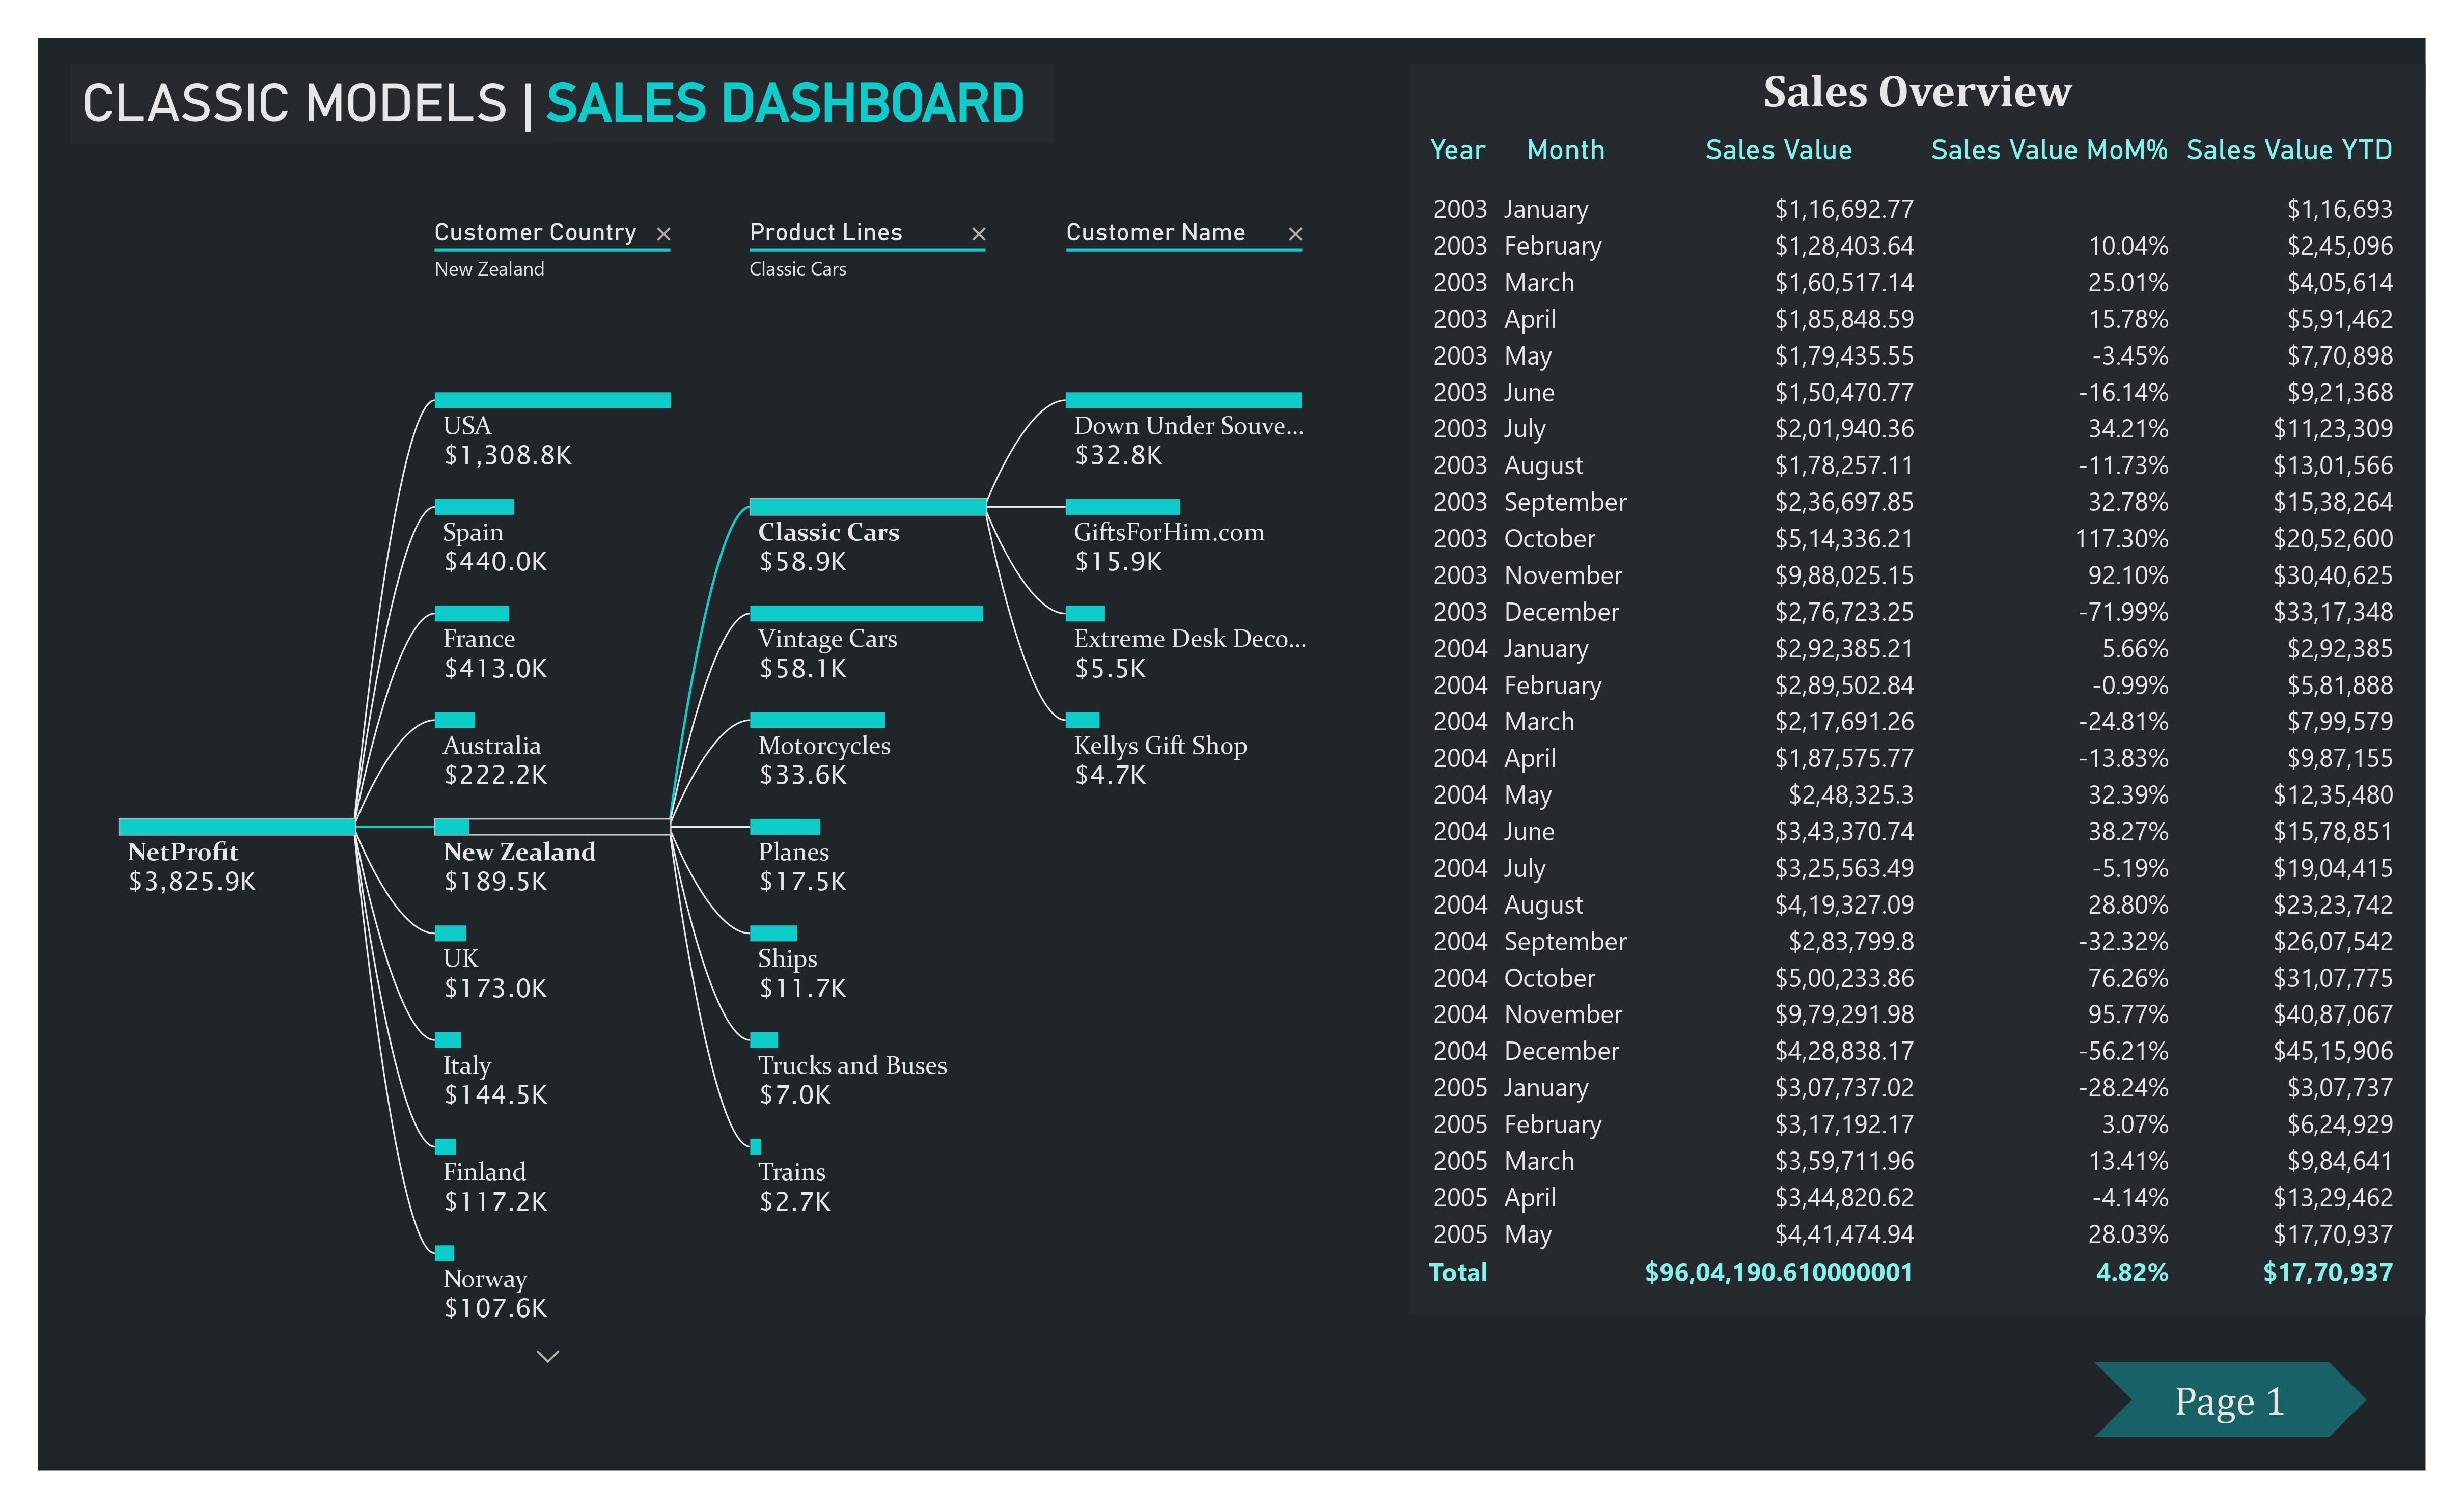 CLASSIC MODELS | SALES DASHBOARD
Customer Country ×
New Zealand
Product Lines ×
Classic Cars
Customer Name ×
NetProfit
$3,825.9K
USA
$1,308.8K
Spain
$440.0K
France
$413.0K
Australia
$222.2K
New Zealand
$189.5K
UK
$173.0K
Italy
$144.5K
Finland
$117.2K
Norway
$107.6K
Classic Cars
$58.9K
Vintage Cars
$58.1K
Motorcycles
$33.6K
Planes
$17.5K
Ships
$11.7K
Trucks and Buses
$7.0K
Trains
$2.7K
Down Under Souve...
$32.8K
GiftsForHim.com
$15.9K
Extreme Desk Deco...
$5.5K
Kellys Gift Shop
$4.7K
Sales Overview
Year Month Sales Value Sales Value MoM% Sales Value YTD
2003 January $1,16,692.77 $1,16,693
2003 February $1,28,403.64 10.04% $2,45,096
2003 March $1,60,517.14 25.01% $4,05,614
2003 April $1,85,848.59 15.78% $5,91,462
2003 May $1,79,435.55 -3.45% $7,70,898
2003 June $1,50,470.77 -16.14% $9,21,368
2003 July $2,01,940.36 34.21% $11,23,309
2003 August $1,78,257.11 -11.73% $13,01,566
2003 September $2,36,697.85 32.78% $15,38,264
2003 October $5,14,336.21 117.30% $20,52,600
2003 November $9,88,025.15 92.10% $30,40,625
2003 December $2,76,723.25 -71.99% $33,17,348
2004 January $2,92,385.21 5.66% $2,92,385
2004 February $2,89,502.84 -0.99% $5,81,888
2004 March $2,17,691.26 -24.81% $7,99,579
2004 April $1,87,575.77 -13.83% $9,87,155
2004 May $2,48,325.3 32.39% $12,35,480
2004 June $3,43,370.74 38.27% $15,78,851
2004 July $3,25,563.49 -5.19% $19,04,415
2004 August $4,19,327.09 28.80% $23,23,742
2004 September $2,83,799.8 -32.32% $26,07,542
2004 October $5,00,233.86 76.26% $31,07,775
2004 November $9,79,291.98 95.77% $40,87,067
2004 December $4,28,838.17 -56.21% $45,15,906
2005 January $3,07,737.02 -28.24% $3,07,737
2005 February $3,17,192.17 3.07% $6,24,929
2005 March $3,59,711.96 13.41% $9,84,641
2005 April $3,44,820.62 -4.14% $13,29,462
2005 May $4,41,474.94 28.03% $17,70,937
Total $96,04,190.610000001 4.82% $17,70,937
Page 1